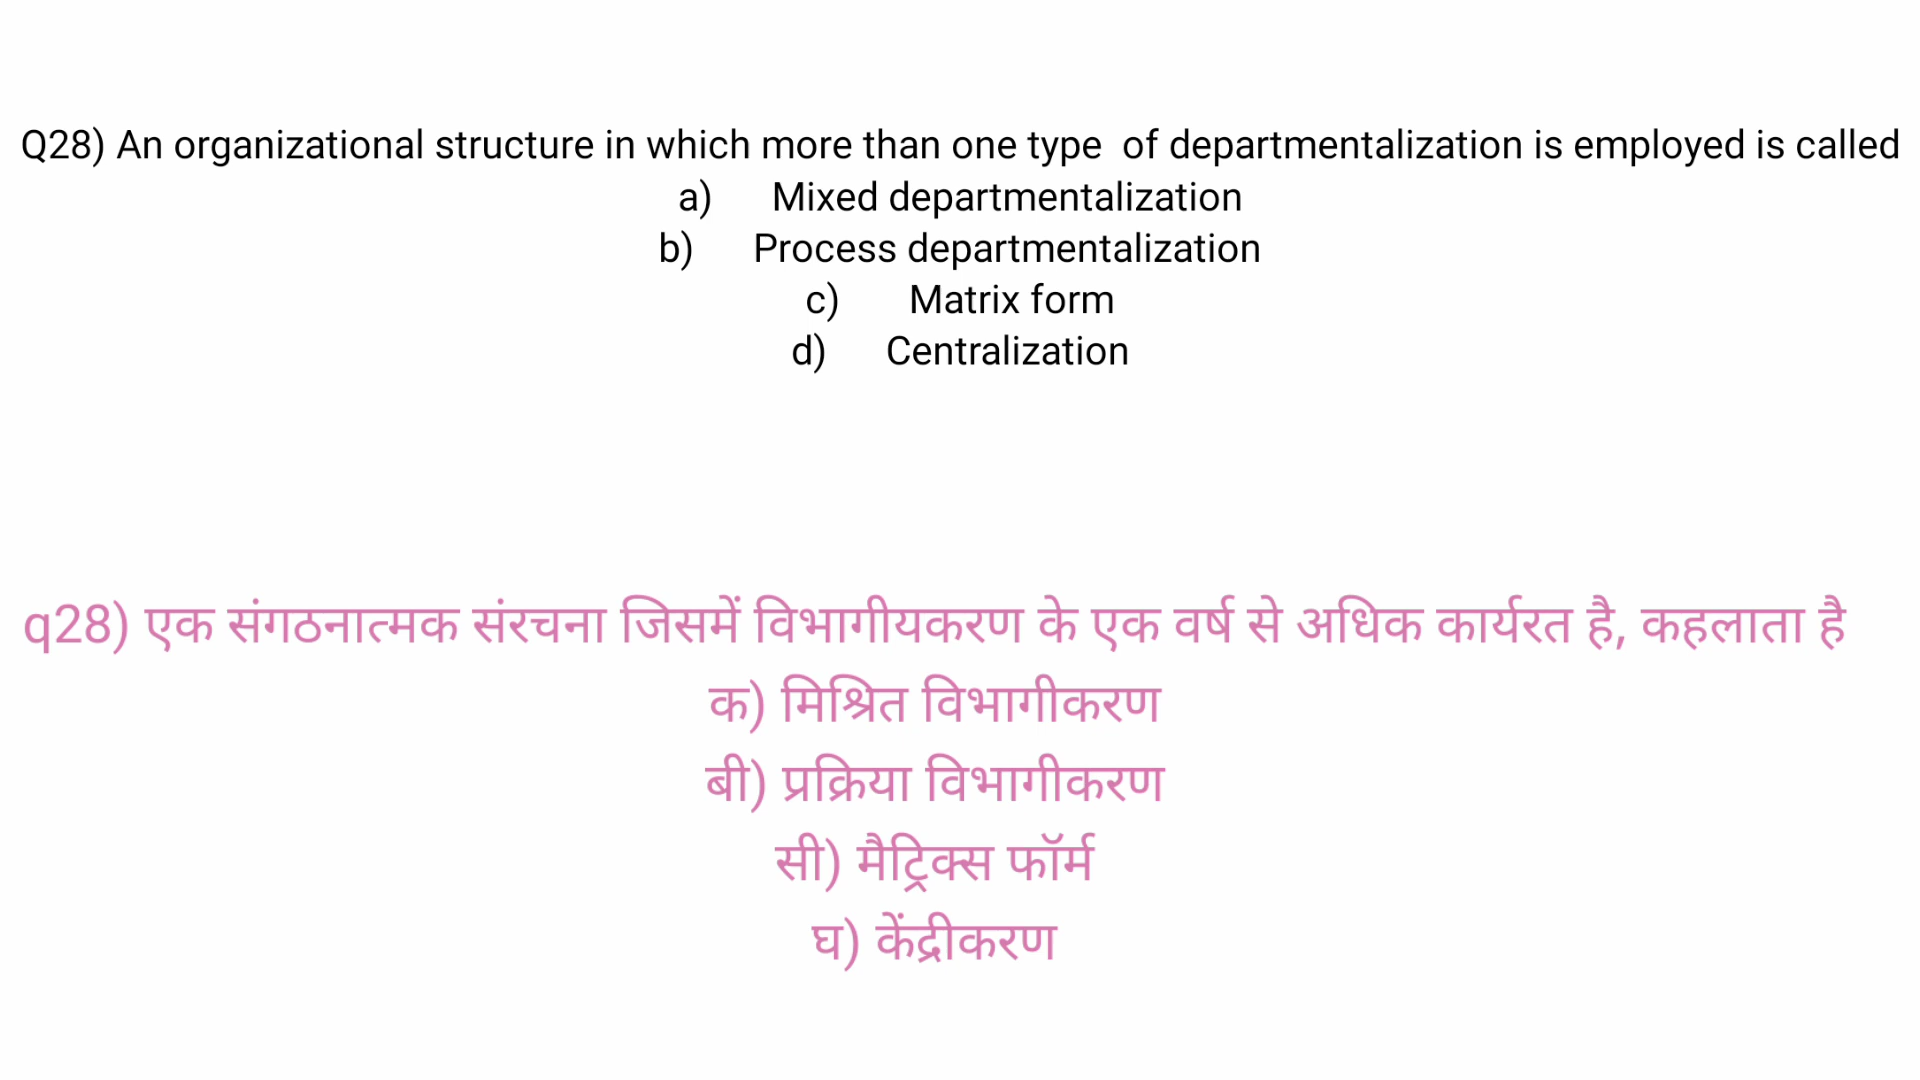 Q28) An organizational structure in which more than one type of departmentalization is employed is called
a) Mixed departmentalization
b) Process departmentalization
c) Matrix form
d) Centralization
q28) एक संगठनात्मक संरचना जिसमें विभागीयकरण के एक वर्ष से अधिक कार्यरत है, कहलाता है
क) मिश्रित विभागीकरण
बी) प्रक्रिया विभागीकरण
सी) मैट्रिक्स फॉर्म
घ) केंद्रीकरण